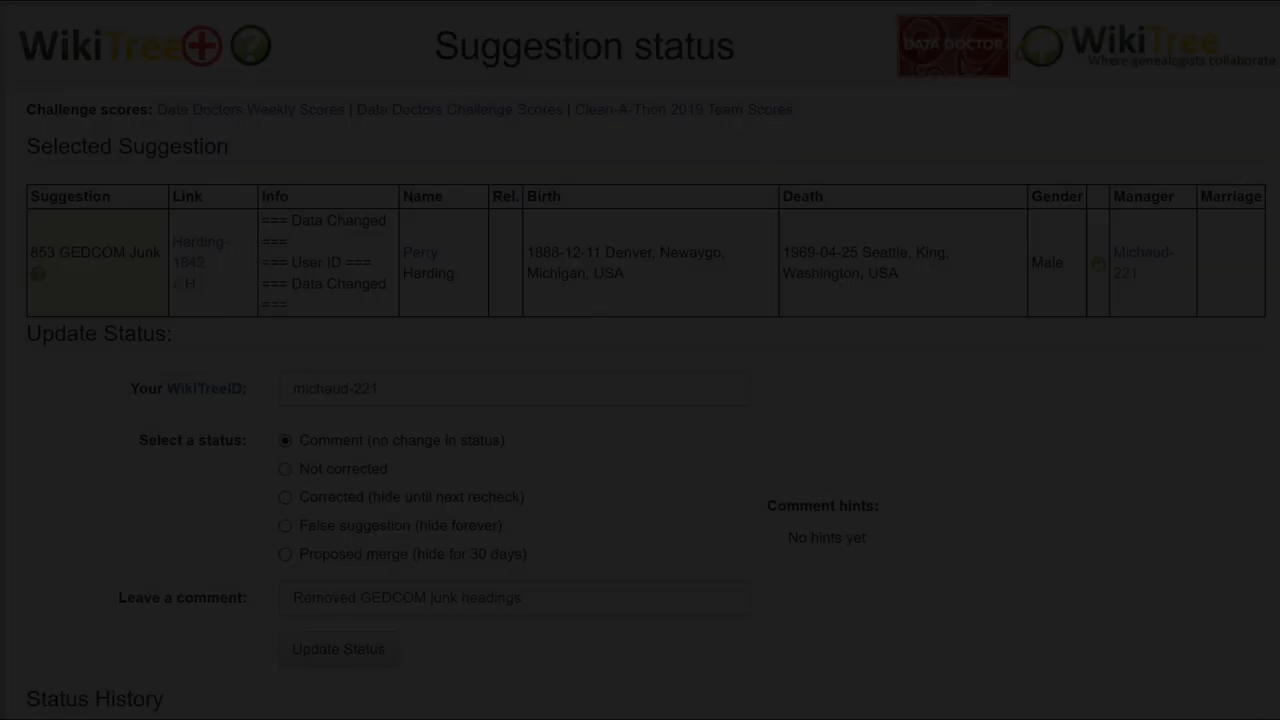 WikiTree+ ?
Suggestion status
DATA DOCTOR
WikiTree
Where genealogists collaborate
Challenge scores: Data Doctors Weekly Scores | Data Doctors Challenge Scores | Clean-A-Thon 2019 Team Scores
Selected Suggestion
Suggestion Link Info Name Rel. Birth Death Gender Manager Marriage
853 GEDCOM Junk
Harding-
1842
H
=== Data Changed
===
=== User ID ===
=== Data Changed
===
Perry
Harding
1888-12-11 Denver, Newaygo,
Michigan, USA
1969-04-25 Seattle, King,
Washington, USA
Male
Michaud-
221
Update Status:
Your WikiTreeID: michaud-221
Select a status: Comment (no change in status)
Not corrected
Corrected (hide until next recheck)
False suggestion (hide forever)
Proposed merge (hide for 30 days)
Comment hints:
No hints yet
Leave a comment: Removed GEDCOM junk headings
Update Status
Status History